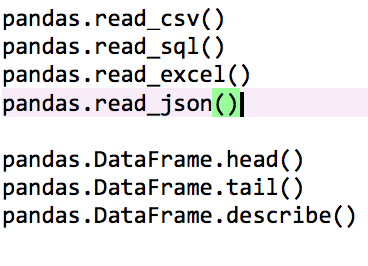 pandas.read_csv()
pandas.read_sql()
pandas.read_excel()
pandas.read_json()
pandas.DataFrame.head()
pandas.DataFrame.tail()
pandas.DataFrame.describe()